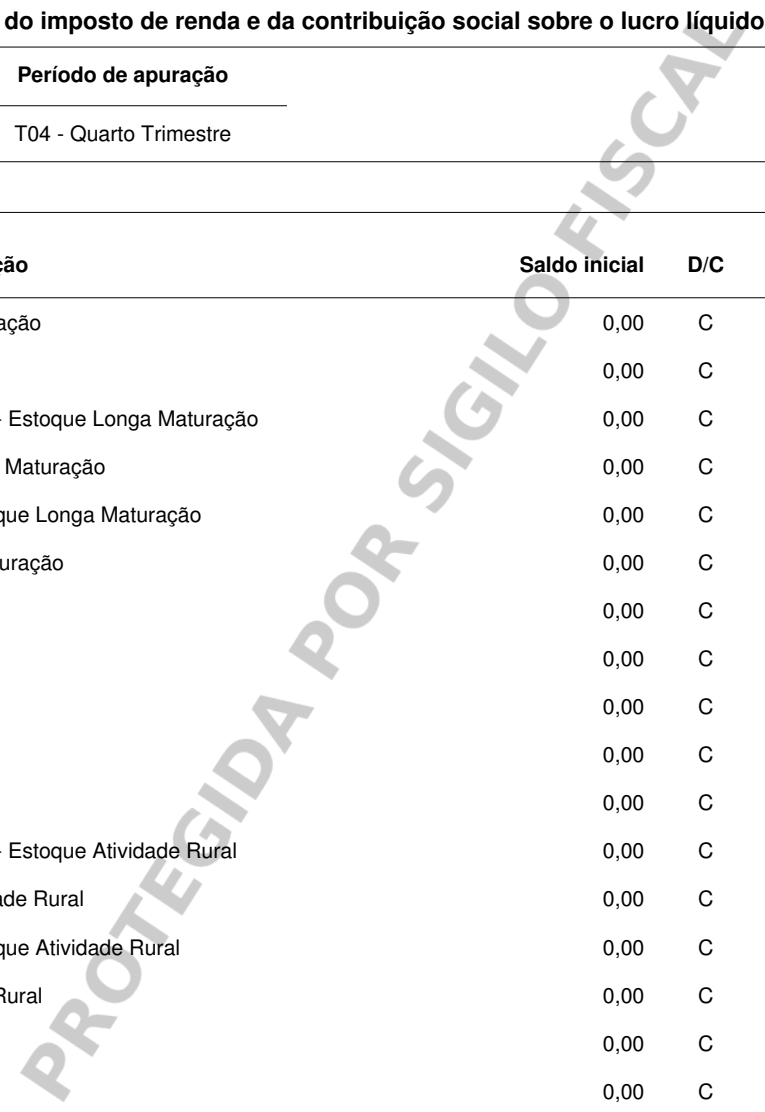 do imposto de renda e da contribuição social sobre o lucro líquido
Período de apuração
T04 - Quarto Trimestre
ção Saldo inicial D/C
ação 0,00 C
0,00 C
- Estoque Longa Maturação 0,00 C
Maturação 0,00 C
que Longa Maturação 0,00 C
uração 0,00 C
0,00 C
0,00 C
0,00 C
0,00 C
0,00 C
- Estoque Atividade Rural 0,00 C
ade Rural 0,00 C
que Atividade Rural 0,00 C
Rural 0,00 C
0,00 C
0,00 C
PROTEGIDA POR SIGILO FISCAL